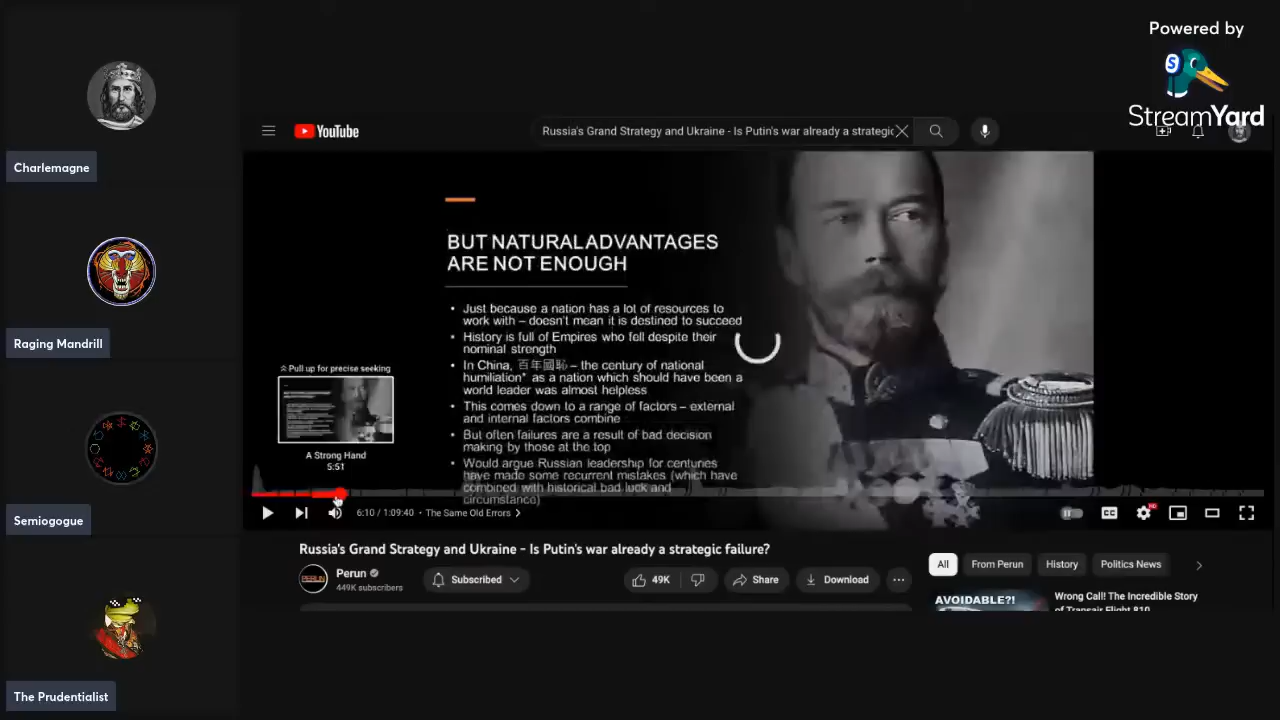 Powered by
StreamYard
Charlemagne
Raging Mandrill
Semiogogue
The Prudentialist
YouTube
Russia's Grand Strategy and Ukraine - Is Putin's war already a strategic
BUT NATURAL ADVANTAGES
ARE NOT ENOUGH
• Just because a nation has a lot of resources to
work with – doesn't mean it is destined to succeed
• History is full of Empires who fell despite their
nominal strength
• In China, 百年國恥 – the century of national
humiliation* as a nation which should have been a
world leader was almost helpless
• This comes down to a range of factors – external
and internal factors combine
• But often failures are a result of bad decision
making by those at the top
• Would argue Russian leadership for centuries
have made some recurrent mistakes (which have
combined with historical bad luck and
circumstance)
Pull up for precise seeking
A Strong Hand
5:51
6:10 / 1:09:40 • The Same Old Errors
CC
HD
Russia's Grand Strategy and Ukraine - Is Putin's war already a strategic failure?
PERUN
Perun
449K subscribers
Subscribed
49K
Share
Download
All
From Perun
History
Politics News
AVOIDABLE?!
Wrong Call! The Incredible Story
of Transair Flight 810